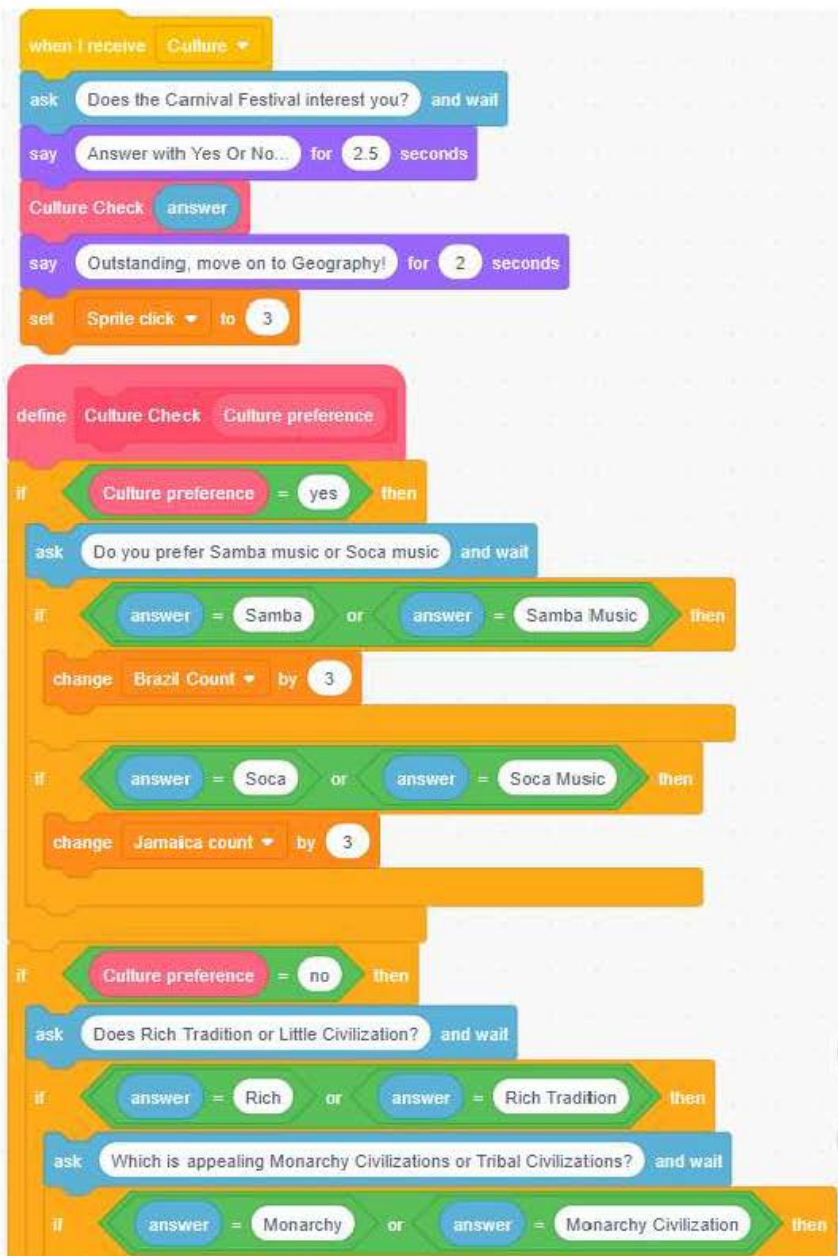 when I receive Culture
ask Does the Carnival Festival interest you? and wait
say Answer with Yes Or No... for 2.5 seconds
Culture Check answer
say Outstanding, move on to Geography! for 2 seconds
set Sprite click to 3
define Culture Check Culture preference
if Culture preference = yes then
ask Do you prefer Samba music or Soca music and wait
if answer = Samba or answer = Samba Music then
change Brazil Count by 3
if answer = Soca or answer = Soca Music then
change Jamaica count by 3
if Culture preference = no then
ask Does Rich Tradition or Little Civilization? and wait
if answer = Rich or answer = Rich Tradition then
ask Which is appealing Monarchy Civilizations or Tribal Civilizations? and wait
if answer = Monarchy or answer = Monarchy Civilization then